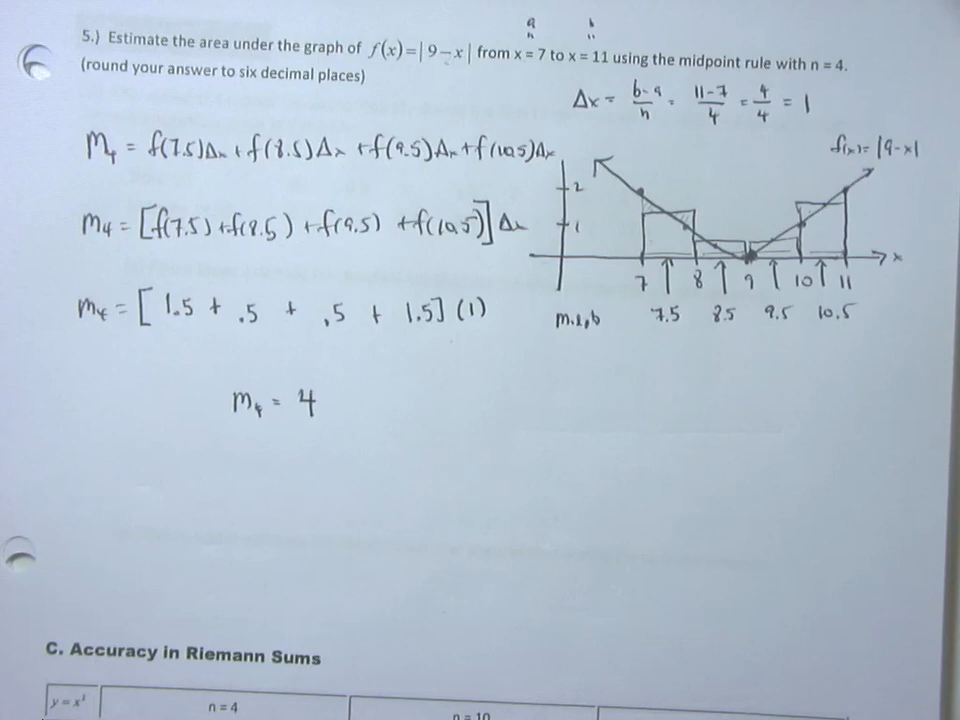 a b
" "
5.) Estimate the area under the graph of f(x)=| 9−x | from x = 7 to x = 11 using the midpoint rule with n = 4.
(round your answer to six decimal places)
Δx = b-a/n = 11-7/4 = 4/4 = 1
M4 = f(7.5)Δx + f(8.5)Δx + f(9.5)Δx + f(10.5)Δx
f(x) = |9-x|
2
M4 = [f(7.5) + f(8.5) + f(9.5) + f(10.5)] Δx
1
x
7 8 9 10 11
M4 = [ 1.5 + .5 + .5 + 1.5] (1)
7.5 8.5 9.5 10.5
M4 = 4
C. Accuracy in Riemann Sums
n = 4
n = 10